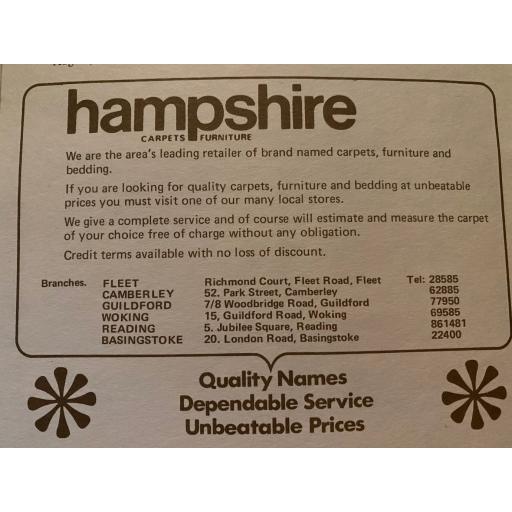 hampshire
CARPETS FURNITURE
We are the area's leading retailer of brand named carpets, furniture and
bedding.
If you are looking for quality carpets, furniture and bedding at unbeatable
prices you must visit one of our many local stores.
We give a complete service and of course will estimate and measure the carpet
of your choice free of charge without any obligation.
Credit terms available with no loss of discount.
Branches. FLEET Richmond Court, Fleet Road, Fleet Tel: 28585
CAMBERLEY 52. Park Street, Camberley 62885
GUILDFORD 7/8 Woodbridge Road, Guildford 77950
WOKING 15, Guildford Road, Woking 69585
READING 5. Jubilee Square, Reading 861481
BASINGSTOKE 20. London Road, Basingstoke 22400
Quality Names
Dependable Service
Unbeatable Prices